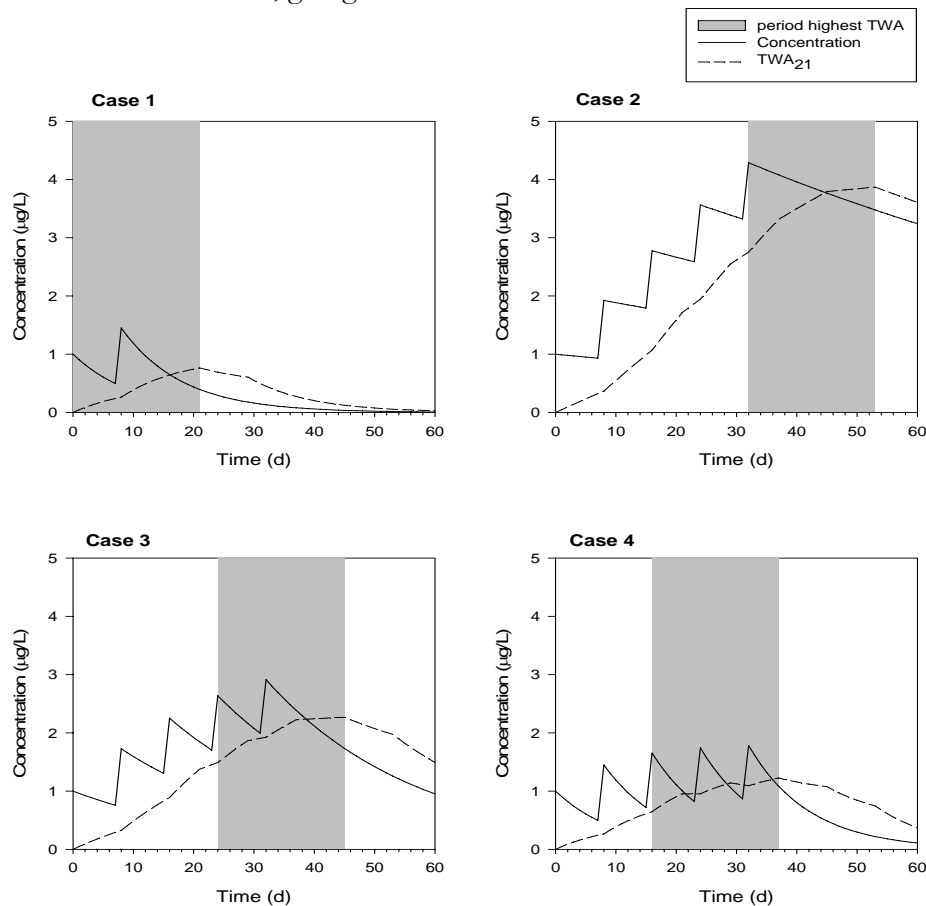 period highest TWA
Concentration
TWA21
Case 1
Case 2
5
4
3
2
1
0
Concentration (µg/L)
0 10 20 30 40 50 60
Time (d)
5
4
3
2
1
0
Concentration (µg/L)
0 10 20 30 40 50 60
Time (d)
Case 3
Case 4
5
4
3
2
1
0
Concentration (µg/L)
0 10 20 30 40 50 60
Time (d)
5
4
3
2
1
0
Concentration (µg/L)
0 10 20 30 40 50 60
Time (d)